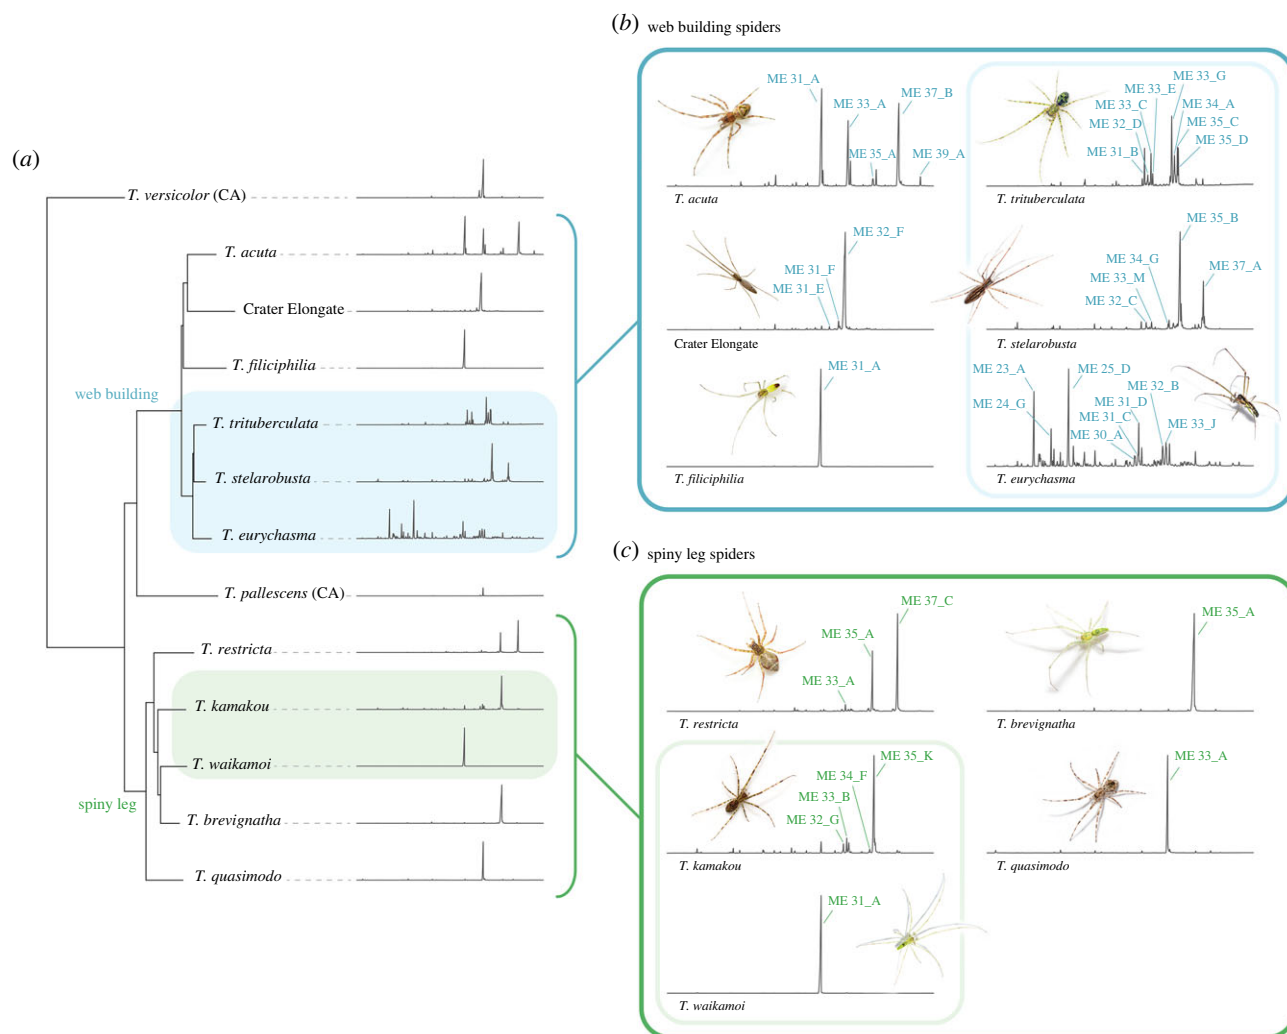 (a)
T. versicolor (CA)
T. acuta
Crater Elongate
T. filiciphilia
web building
T. trituberculata
T. stelarobusta
T. eurychasma
T. pallescens (CA)
T. restricta
T. kamakou
T. waikamoi
spiny leg
T. brevignatha
T. quasimodo
(b) web building spiders
ME 31_A
ME 33_A
ME 37_B
ME 35_A
ME 39_A
T. acuta
ME 33_G
ME 33_E
ME 33_C
ME 34_A
ME 32_D
ME 35_C
ME 31_B
ME 35_D
T. trituberculata
ME 32_F
ME 31_F
ME 31_E
Crater Elongate
ME 35_B
ME 34_G
ME 37_A
ME 33_M
ME 32_C
T. stelarobusta
ME 31_A
T. filiciphilia
ME 23_A
ME 25_D
ME 24_G
ME 32_B
ME 31_D
ME 31_C
ME 33_J
ME 30_A
T. eurychasma
(c) spiny leg spiders
ME 37_C
ME 35_A
ME 33_A
T. restricta
ME 35_A
T. brevignatha
ME 35_K
ME 34_F
ME 33_B
ME 32_G
T. kamakou
ME 33_A
T. quasimodo
ME 31_A
T. waikamoi